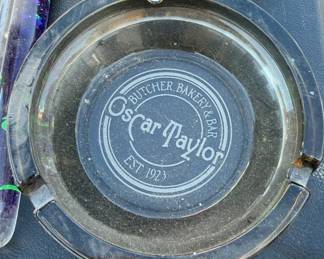 BUTCHER, BAKERY & BAR
Oscar Taylor
EST 1923